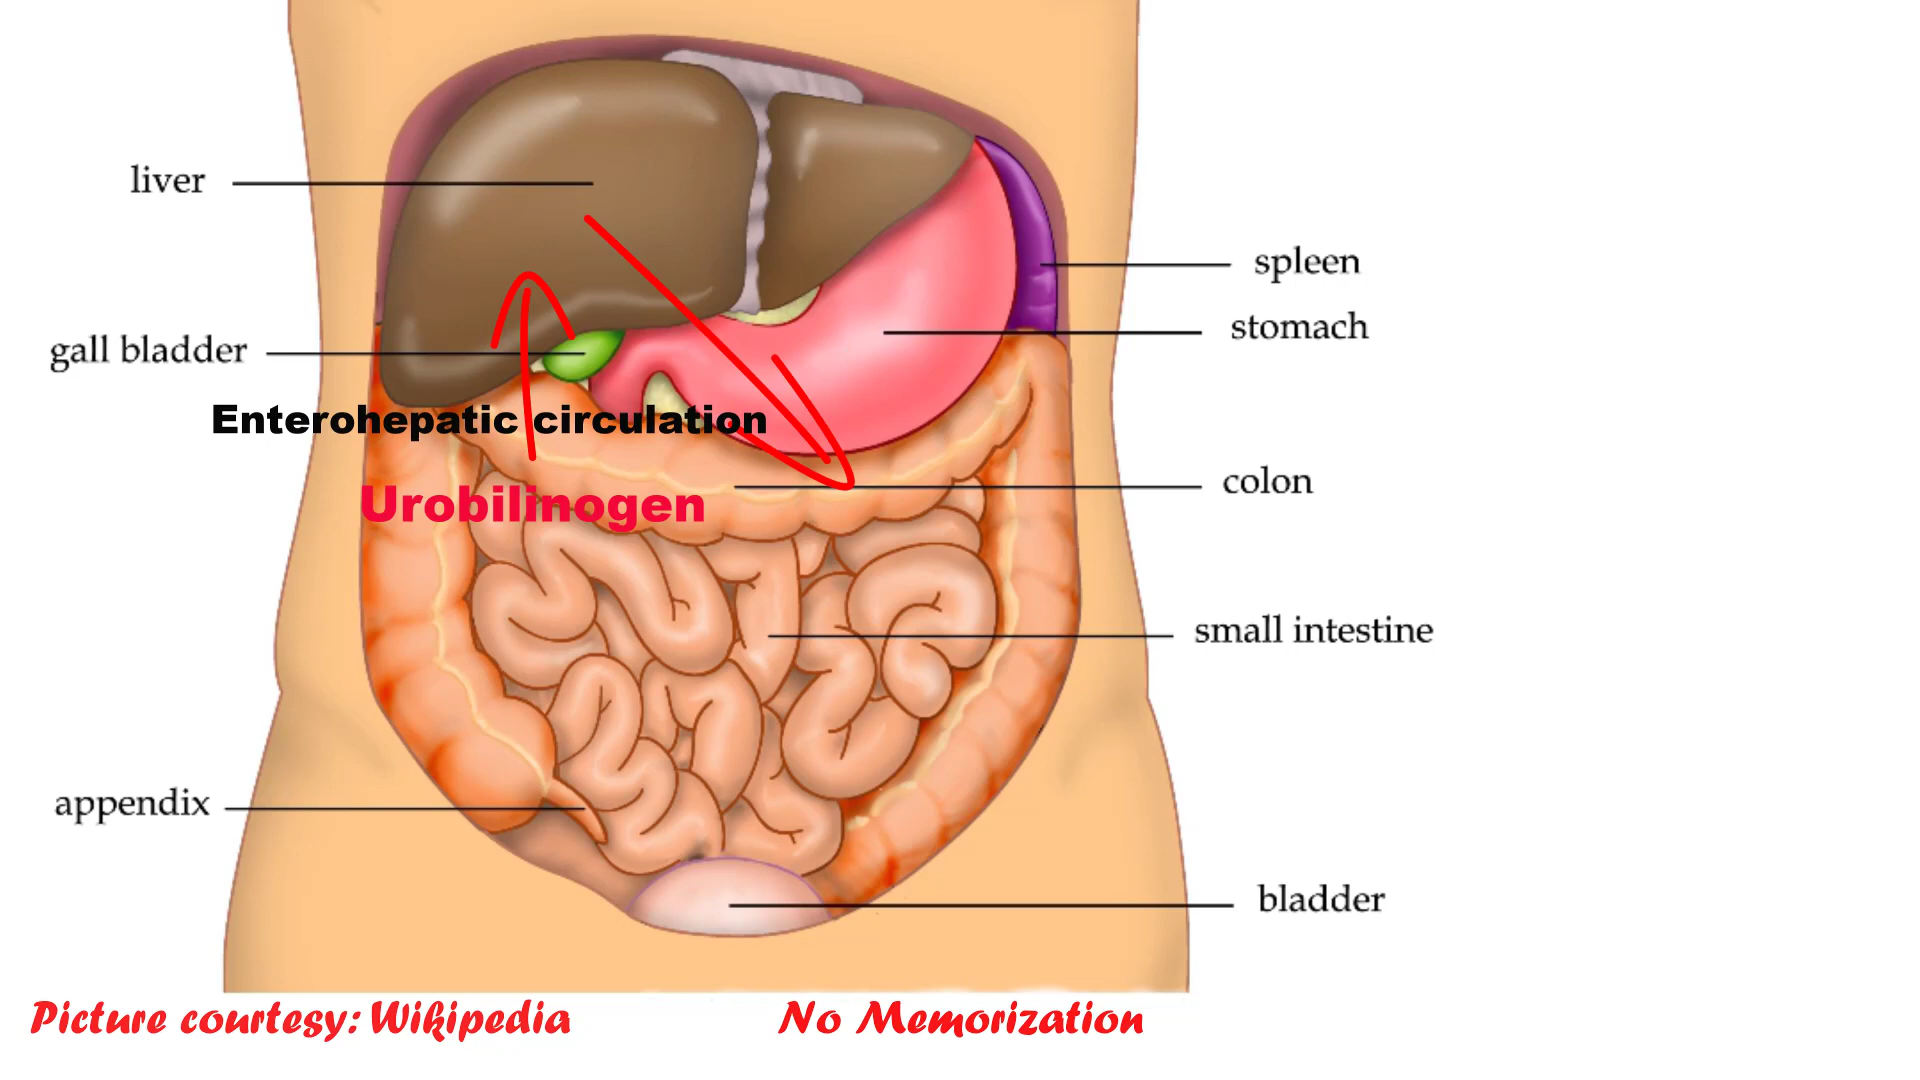 liver
spleen
stomach
gall bladder
Enterohepatic circulation
colon
Urobilinogen
small intestine
appendix
bladder
Picture courtesy: Wikipedia
No Memorization